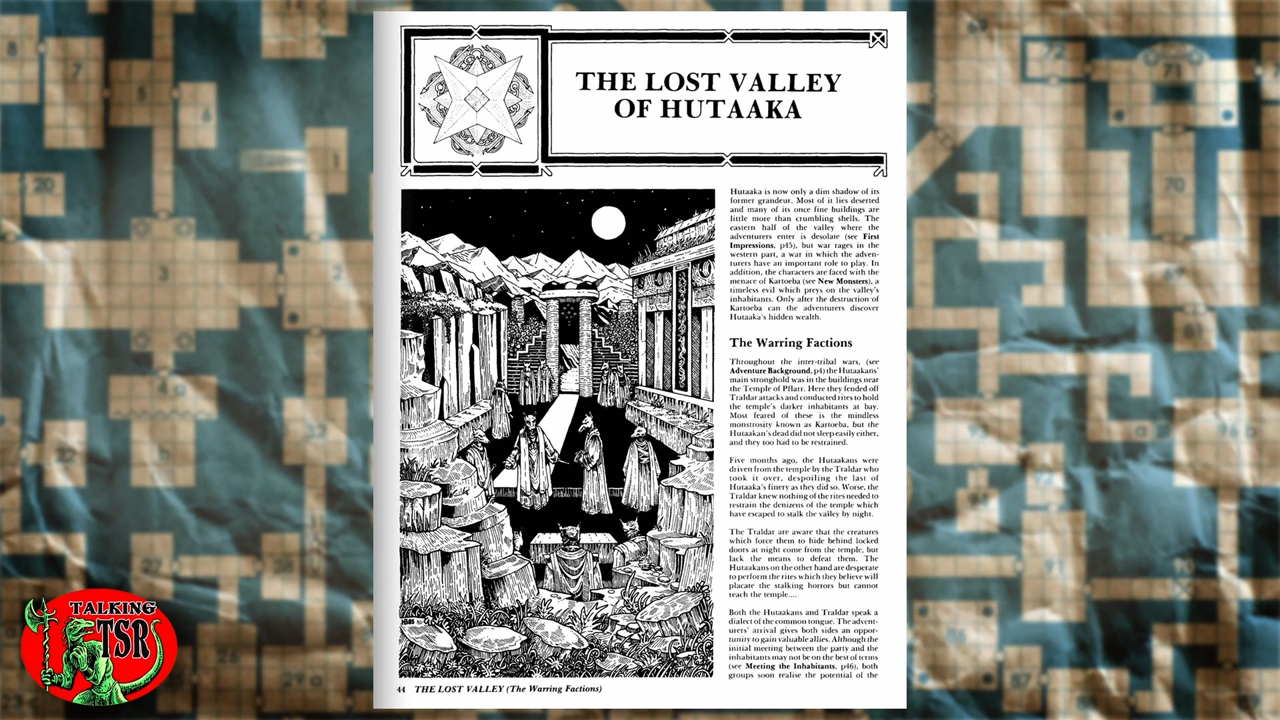 THE LOST VALLEY
OF HUTAAKA
Hutaaka is now only a dim shadow of its
former grandeur. Most of it lies deserted
and many of its once fine buildings are
little more than crumbling shells. The
eastern half of the valley where the
adventurers enter is desolate (see First
Impressions, p45), but war rages in the
western part, a war in which the adven-
turers have an important role to play. In
addition, the characters are faced with the
menace of Kartoeba (see New Monsters), a
timeless evil which preys on the valley's
inhabitants. Only after the destruction of
Kartoeba can the adventurers discover
Hutaaka's hidden wealth.
The Warring Factions
Throughout the inter-tribal wars, (see
Adventure Background, p4) the Hutaakans'
main stronghold was in the buildings near
the Temple of Pflarr. Here they fended off
Traldar attacks and conducted rites to hold
the temple's darker inhabitants at bay.
Most feared of these is the mindless
monstrosity known as Kartoeba, but the
Hutaakan's dead did not sleep easily either,
and they too had to be restrained.
Five months ago, the Hutaakans were
driven from the temple by the Traldar who
took it over, despoiling the last of
Hutaaka's finery as they did so. Worse, the
Traldar knew nothing of the rites needed to
restrain the denizens of the temple which
have escaped to stalk the valley by night.
The Traldar are aware that the creatures
which force them to hide behind locked
doors at night come from the temple, but
lack the means to defeat them. The
Hutaakans on the other hand are desperate
to perform the rites which they believe will
placate the stalking horrors but cannot
reach the temple....
Both the Hutaakans and Traldar speak a
dialect of the common tongue. The advent-
urers' arrival gives both sides an oppor-
tunity to gain valuable allies. Although the
initial meeting between the party and the
inhabitants may not be on the best of terms
(see Meeting the Inhabitants, p46), both
groups soon realise the potential of the
44 THE LOST VALLEY (The Warring Factions)
TALKING
TSR
8
7
5
6
1
20
2
72
71
70
86
87
91